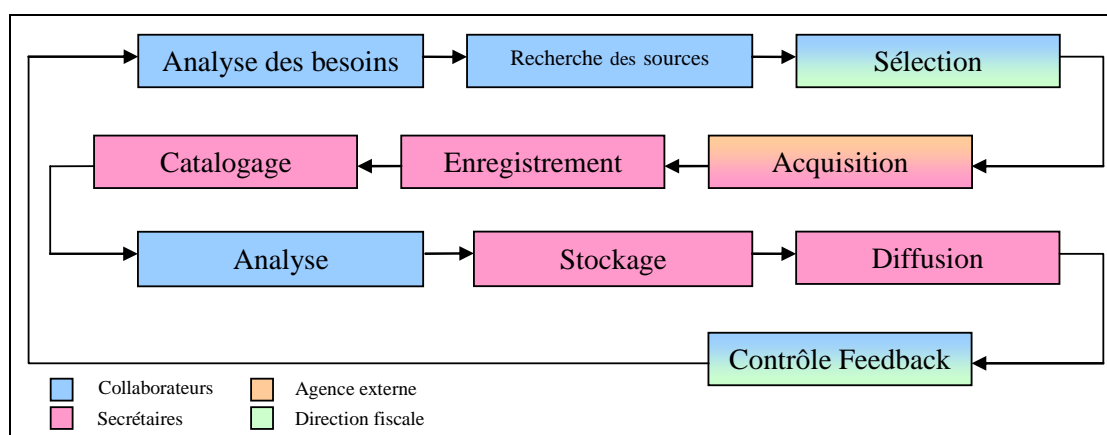 Analyse des besoins
Recherche des sources
Sélection
Catalogage
Enregistrement
Acquisition
Analyse
Stockage
Diffusion
Contrôle Feedback
Collaborateurs
Agence externe
Secrétaires
Direction fiscale